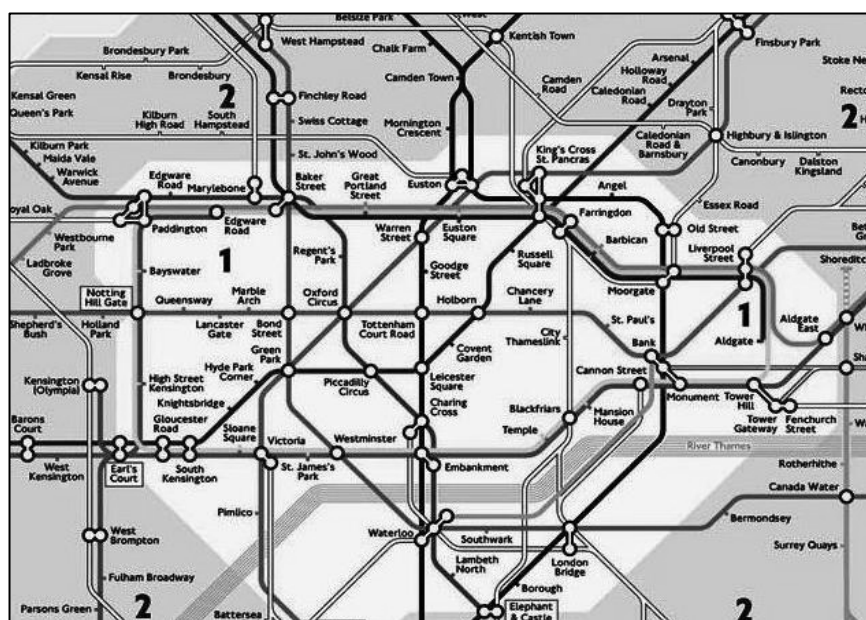 Belsize Park
West Hampstead
Chalk Farm
Kentish Town
Finsbury Park
Brondesbury Park
Kensal Rise
Brondesbury
2
Finchley Road
Camden Town
Camden Road
Arsenal
Holloway Road
Caledonian Road
Drayton Park
Kensal Green
Queen's Park
Kilburn High Road
South Hampstead
Swiss Cottage
Mornington Crescent
2
Kilburn Park
Maida Vale
Warwick Avenue
St. John's Wood
King's Cross St. Pancras
Caledonian Road & Barnsbury
Highbury & Islington
Canonbury
Dalston Kingsland
Edgware Road
Marylebone
Baker Street
Great Portland Street
Euston
Angel
Essex Road
Paddington
Edgware Road
Warren Street
Euston Square
Farringdon
Barbican
Old Street
Liverpool Street
Westbourne Park
Ladbroke Grove
Bayswater
1
Regent's Park
Goodge Street
Russell Square
Moorgate
Notting Hill Gate
Queensway
Marble Arch
Oxford Circus
Holborn
Chancery Lane
1
Shepherd's Bush
Holland Park
Lancaster Gate
Bond Street
Tottenham Court Road
City Thameslink
St. Paul's
Aldgate East
Aldgate
Green Park
Hyde Park Corner
Covent Garden
Bank
Kensington (Olympia)
High Street Kensington
Knightsbridge
Piccadilly Circus
Leicester Square
Cannon Street
Barons Court
Gloucester Road
Sloane Square
Victoria
Westminster
Charing Cross
Blackfriars
Temple
Mansion House
Monument
Tower Hill
Tower Gateway
Fenchurch Street
West Kensington
Earl's Court
South Kensington
St. James's Park
Embankment
River Thames
Rotherhithe
Canada Water
Pimlico
Waterloo
Southwark
Bermondsey
West Brompton
Lambeth North
London Bridge
Surrey Quays
Fulham Broadway
Borough
Parsons Green
2
Battersea
Elephant & Castle
2